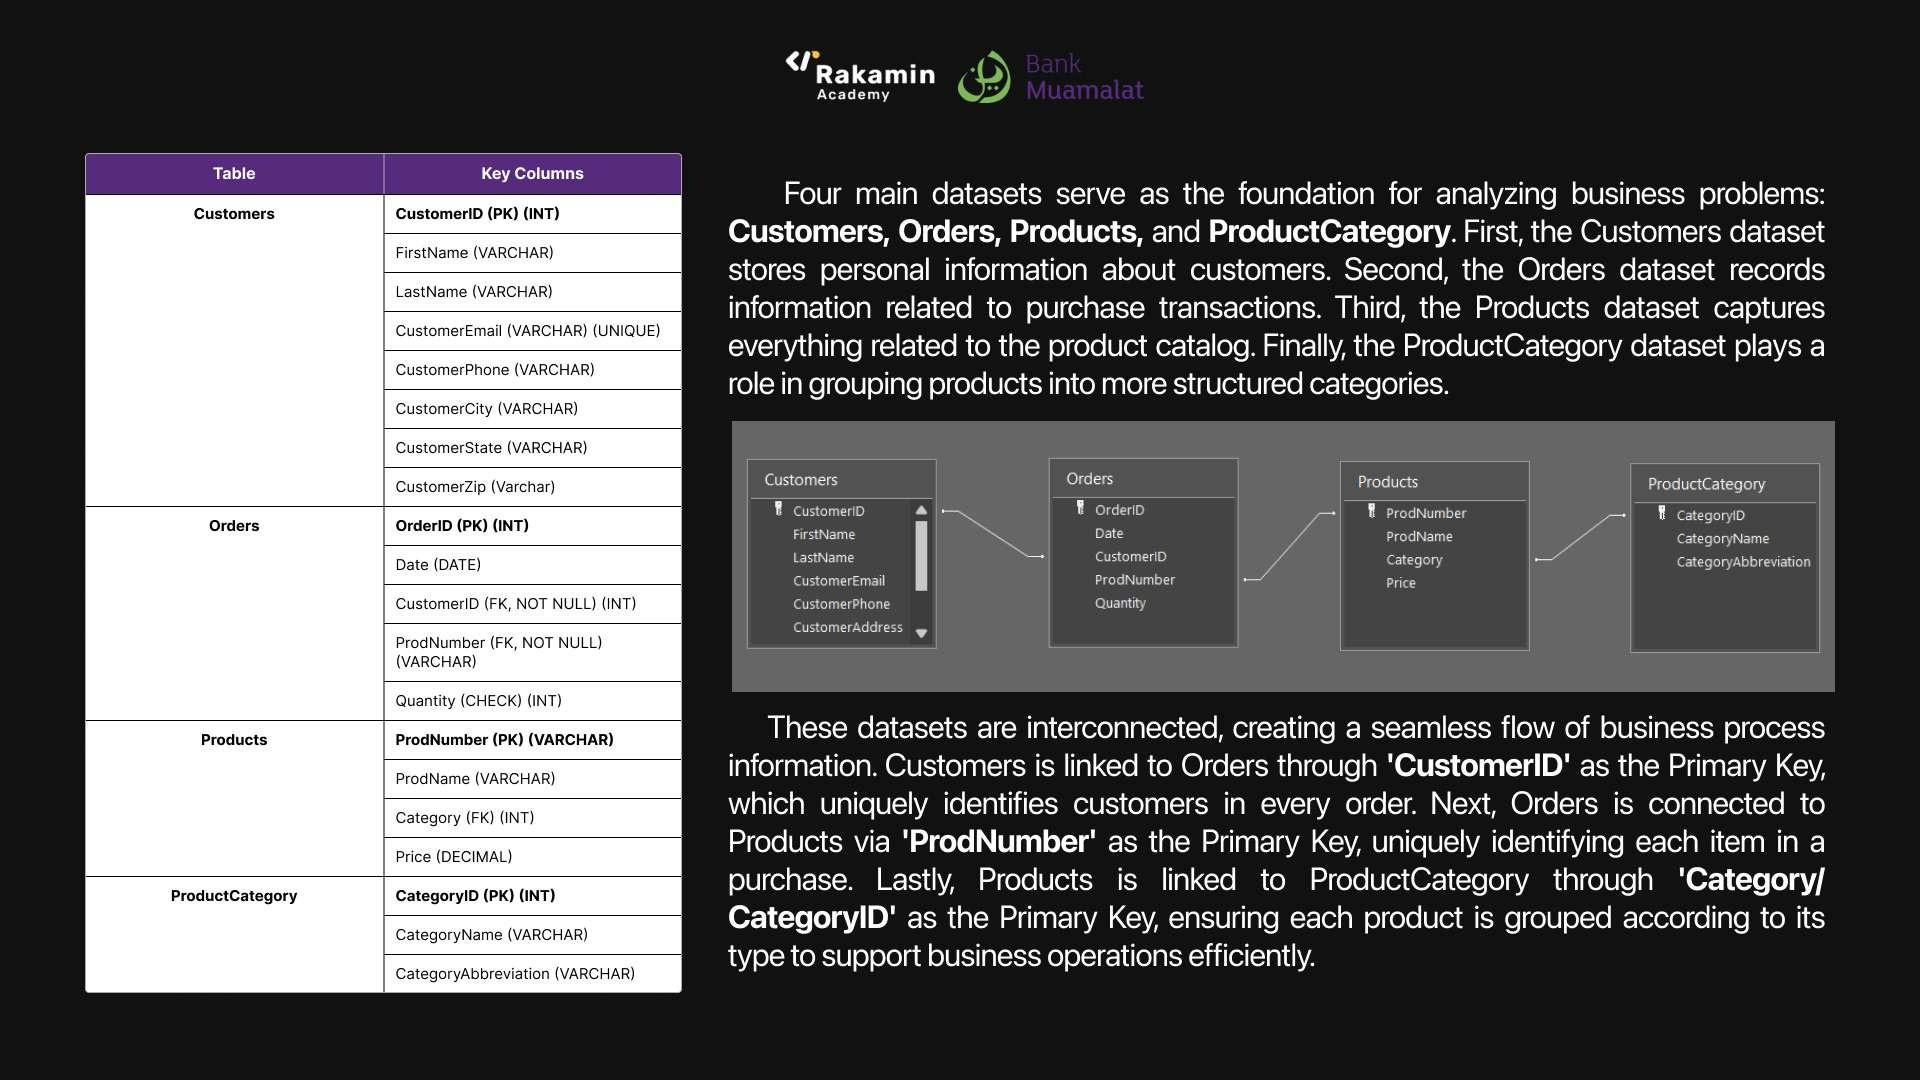 Rakamin
Academy
Bank
Muamalat
Table Key Columns
Customers CustomerID (PK) (INT)
FirstName (VARCHAR)
LastName (VARCHAR)
CustomerEmail (VARCHAR) (UNIQUE)
CustomerPhone (VARCHAR)
CustomerCity (VARCHAR)
CustomerState (VARCHAR)
CustomerZip (Varchar)
Orders OrderID (PK) (INT)
Date (DATE)
CustomerID (FK, NOT NULL) (INT)
ProdNumber (FK, NOT NULL)
(VARCHAR)
Quantity (CHECK) (INT)
Products ProdNumber (PK) (VARCHAR)
ProdName (VARCHAR)
Category (FK) (INT)
Price (DECIMAL)
ProductCategory CategoryID (PK) (INT)
CategoryName (VARCHAR)
CategoryAbbreviation (VARCHAR)
Four main datasets serve as the foundation for analyzing business problems:
Customers, Orders, Products, and ProductCategory. First, the Customers dataset
stores personal information about customers. Second, the Orders dataset records
information related to purchase transactions. Third, the Products dataset captures
everything related to the product catalog. Finally, the ProductCategory dataset plays a
role in grouping products into more structured categories.
Customers
CustomerID
FirstName
LastName
CustomerEmail
CustomerPhone
CustomerAddress
Orders
OrderID
Date
CustomerID
ProdNumber
Quantity
Products
ProdNumber
ProdName
Category
Price
ProductCategory
CategoryID
CategoryName
CategoryAbbreviation
These datasets are interconnected, creating a seamless flow of business process
information. Customers is linked to Orders through 'CustomerID' as the Primary Key,
which uniquely identifies customers in every order. Next, Orders is connected to
Products via 'ProdNumber' as the Primary Key, uniquely identifying each item in a
purchase. Lastly, Products is linked to ProductCategory through 'Category/
CategoryID' as the Primary Key, ensuring each product is grouped according to its
type to support business operations efficiently.